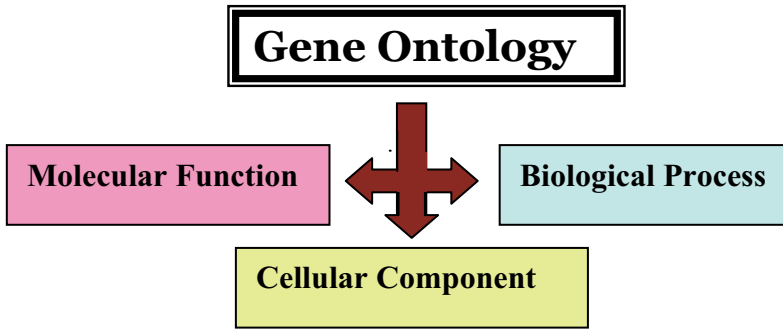 Gene Ontology
Molecular Function
Biological Process
Cellular Component